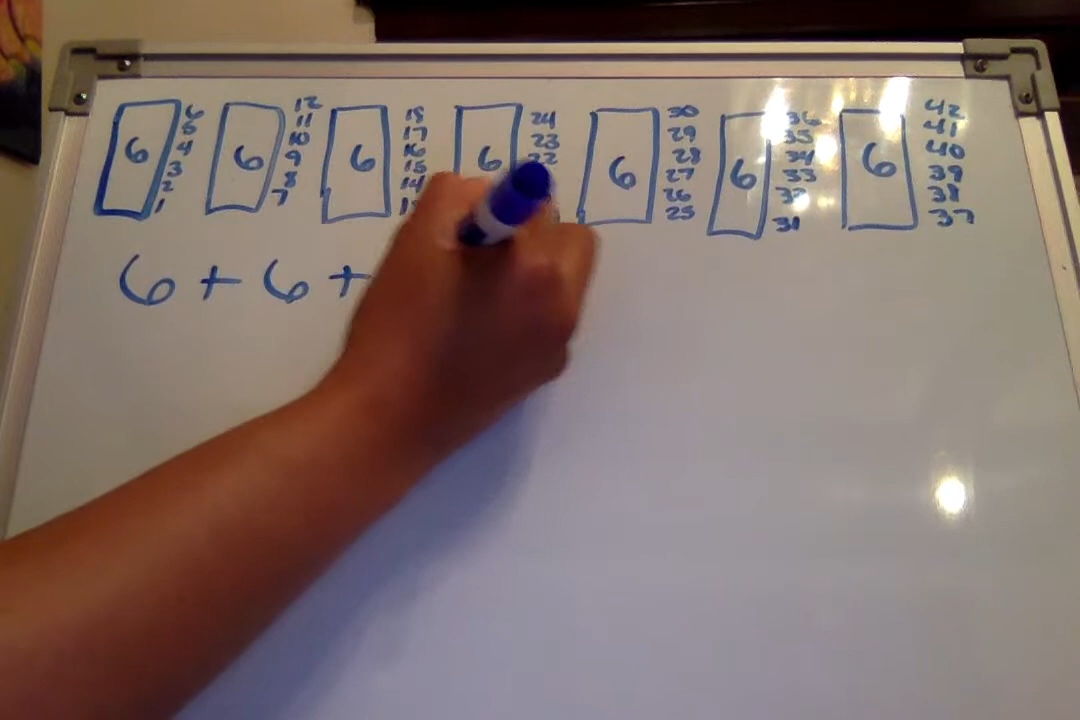 6 6 5 4 3 2 1
6 12 11 10 9 8 7
6 18 17 16 15 14
6 24 23 22
6 30 29 28 27 26 25
6 36 35 34 33 32 31
6 42 41 40 39 38 37
6 + 6 +